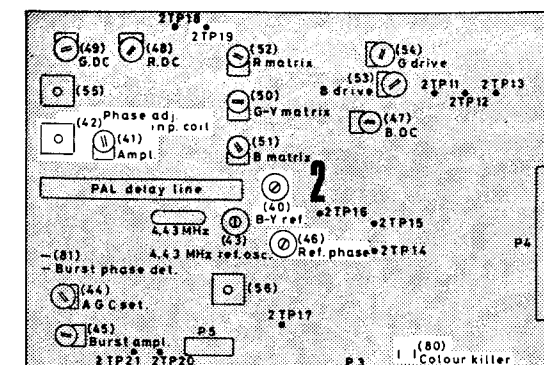 2TP18
2TP19
(49)
G.DC
(48)
R.DC
(52)
R matrix
(54)
G drive
(53)
B drive
2TP11
2TP13
2TP12
(55)
(50)
G-Y matrix
(47)
B.DC
(42)
Phase adj.
inp. coil
(41)
Ampl.
(51)
B matrix
PAL delay line
2
(40)
B-Y ref.
2TP16
2TP15
4.43 MHz
(43)
4.43 MHz ref.osc.
(46)
Ref. phase
2TP14
P4
(81)
Burst phase det.
(44)
AGC set.
(56)
2TP17
(45)
Burst ampl.
P5
2TP21
2TP20
P3
(80)
Colour killer